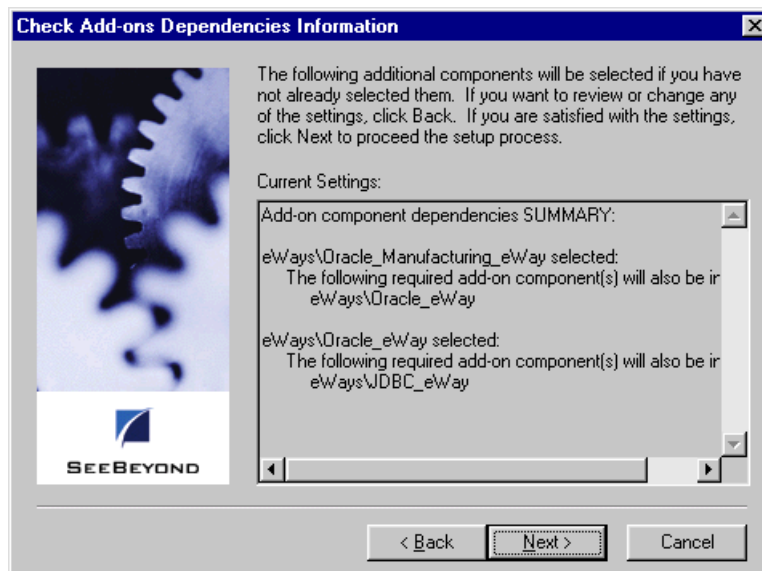 Check Add-ons Dependencies Information
The following additional components will be selected if you have
not already selected them. If you want to review or change any
of the settings, click Back. If you are satisfied with the settings,
click Next to proceed the setup process.
Current Settings:
Add-on component dependencies SUMMARY:
eWays\Oracle_Manufacturing_eWay selected:
The following required add-on component(s) will also be ir
eWays\Oracle_eWay
eWays\Oracle_eWay selected:
The following required add-on component(s) will also be ir
eWays\JDBC_eWay
SEEBEYOND
< Back
Next >
Cancel